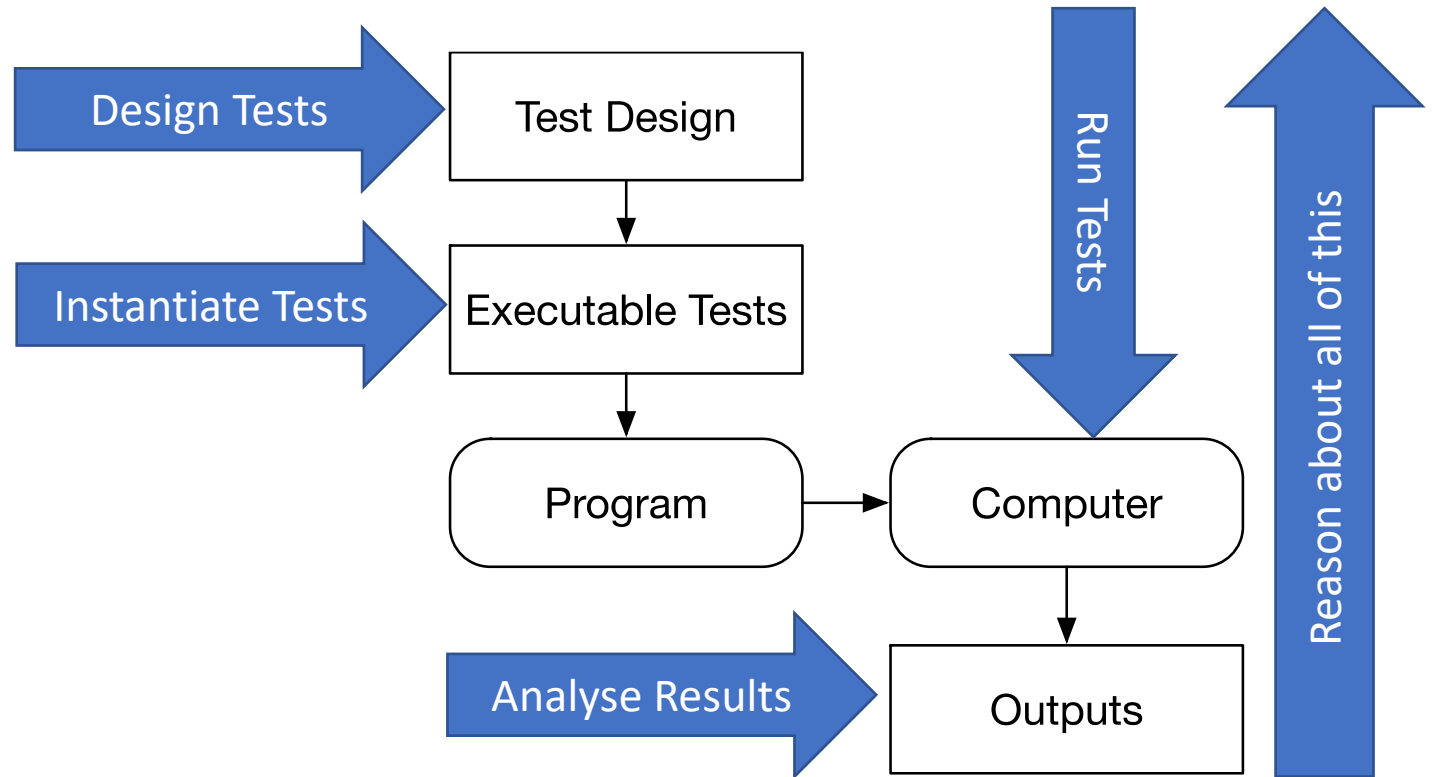 Design Tests
Test Design
Instantiate Tests
Executable Tests
Run Tests
Program
Computer
Reason about all of this
Analyse Results
Outputs